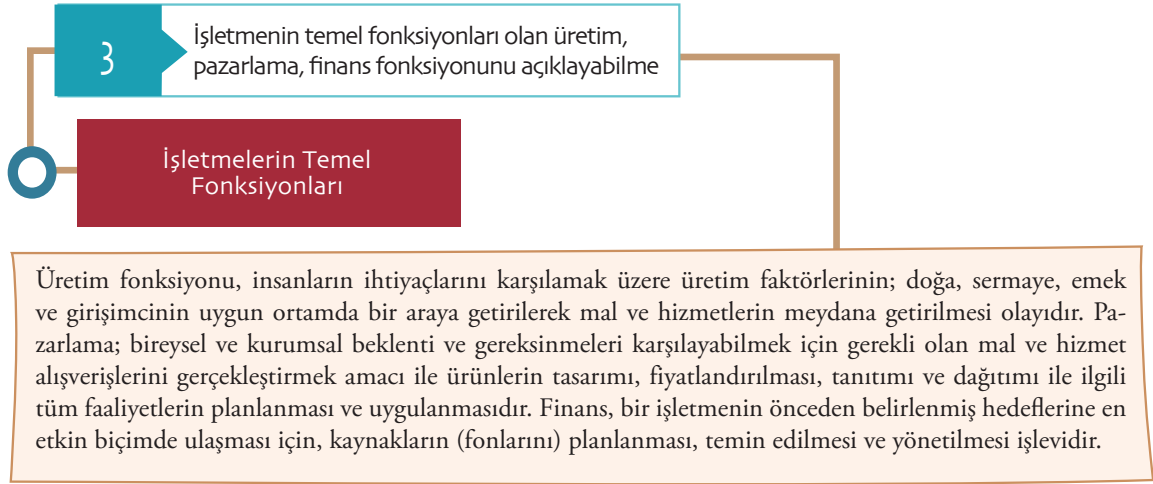 3
İşletmenin temel fonksiyonları olan üretim,
pazarlama, finans fonksiyonunu açıklayabilme
İşletmelerin Temel
Fonksiyonları
Üretim fonksiyonu, insanların ihtiyaçlarını karşılamak üzere üretim faktörlerinin; doğa, sermaye, emek
ve girişimcinin uygun ortamda bir araya getirilerek mal ve hizmetlerin meydana getirilmesi olayıdır. Pa-
zarlama; bireysel ve kurumsal beklenti ve gereksinmeleri karşılayabilmek için gerekli olan mal ve hizmet
alışverişlerini gerçekleştirmek amacı ile ürünlerin tasarımı, fiyatlandırılması, tanıtımı ve dağıtımı ile ilgili
tüm faaliyetlerin planlanması ve uygulanmasıdır. Finans, bir işletmenin önceden belirlenmiş hedeflerine en
etkin biçimde ulaşması için, kaynakların (fonlarını) planlanması, temin edilmesi ve yönetilmesi işlevidir.